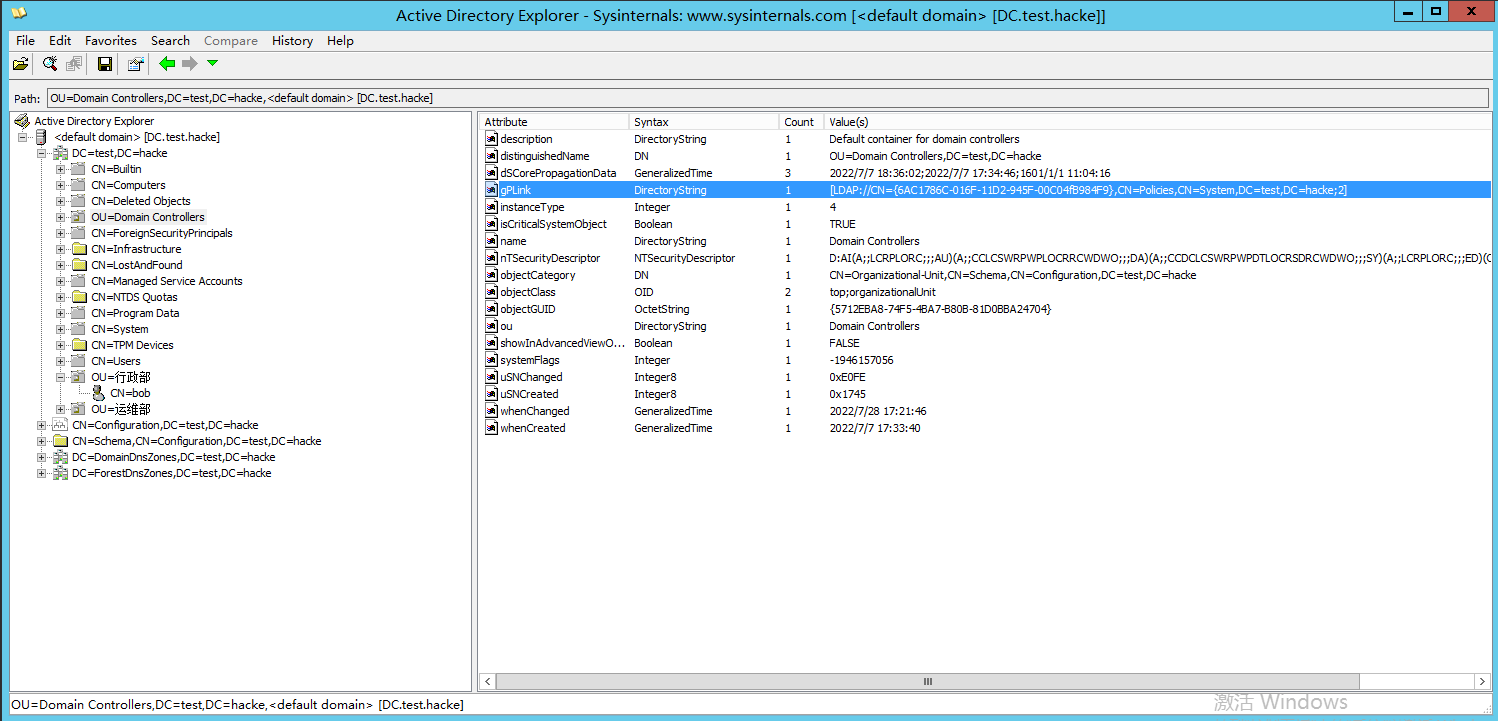 Active Directory Explorer - Sysinternals: www.sysinternals.com [<default domain> [DC.test.hacke]]
File Edit Favorites Search Compare History Help
Path: OU=Domain Controllers,DC=test,DC=hacke,<default domain> [DC.test.hacke]
Active Directory Explorer
<default domain> [DC.test.hacke]
DC=test,DC=hacke
CN=Builtin
CN=Computers
CN=Deleted Objects
OU=Domain Controllers
CN=ForeignSecurityPrincipals
CN=Infrastructure
CN=LostAndFound
CN=Managed Service Accounts
CN=NTDS Quotas
CN=Program Data
CN=System
CN=TPM Devices
CN=Users
OU=行政部
CN=bob
OU=运维部
CN=Configuration,DC=test,DC=hacke
CN=Schema,CN=Configuration,DC=test,DC=hacke
DC=DomainDnsZones,DC=test,DC=hacke
DC=ForestDnsZones,DC=test,DC=hacke
Attribute Syntax Count Value(s)
description DirectoryString 1 Default container for domain controllers
distinguishedName DN 1 OU=Domain Controllers,DC=test,DC=hacke
dSCorePropagationData GeneralizedTime 3 2022/7/7 18:36:02;2022/7/7 17:34:46;1601/1/1 11:04:16
gPLink DirectoryString 1 [LDAP://CN={6AC1786C-016F-11D2-945F-00C04fB984F9},CN=Policies,CN=System,DC=test,DC=hacke;2]
instanceType Integer 1 4
isCriticalSystemObject Boolean 1 TRUE
name DirectoryString 1 Domain Controllers
nTSecurityDescriptor NTSecurityDescriptor 1 D:AI(A;;LCRPLORC;;;AU)(A;;CCLCSWRPWPLOCRRCWDWO;;;DA)(A;;CCDCLCSWRPWPDTLOCRSDRCWDWO;;;SY)(A;;LCRPLORC;;;ED)(
objectCategory DN 1 CN=Organizational-Unit,CN=Schema,CN=Configuration,DC=test,DC=hacke
objectClass OID 2 top;organizationalUnit
objectGUID OctetString 1 {5712EBA8-74F5-4BA7-B80B-81D0BBA24704}
ou DirectoryString 1 Domain Controllers
showInAdvancedViewO... Boolean 1 FALSE
systemFlags Integer 1 -1946157056
uSNChanged Integer8 1 0xE0FE
uSNCreated Integer8 1 0x1745
whenChanged GeneralizedTime 1 2022/7/28 17:21:46
whenCreated GeneralizedTime 1 2022/7/7 17:33:40
激活 Windows
OU=Domain Controllers,DC=test,DC=hacke,<default domain> [DC.test.hacke]